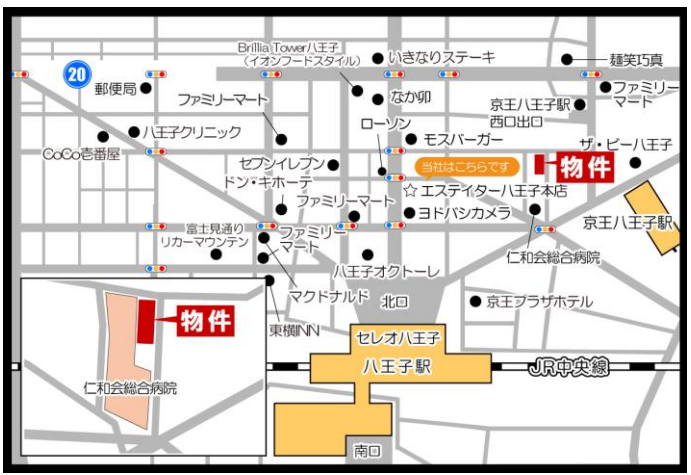 Brillia Tower八王子
(イオンフードスタイル)
いきなりステーキ
麺笑巧真
20
郵便局
ファミリーマート
なか卯
京王八王子駅
西口出口
ファミリー
マート
ローソン
八王子クリニック
モスバーガー
ザ・ビー八王子
CoCo壱番屋
セブンイレブン
当社はこちらです
物件
ドン・キホーテ
☆エステイター八王子本店
ファミリーマート
ヨドバシカメラ
京王八王子駅
富士見通り
リカーマウンテン
ファミリー
マート
仁和会総合病院
八王子オクトーレ
マクドナルド
北口
京王プラザホテル
東横INN
セレオ八王子
八王子駅
JR中央線
南口
物件
仁和会総合病院